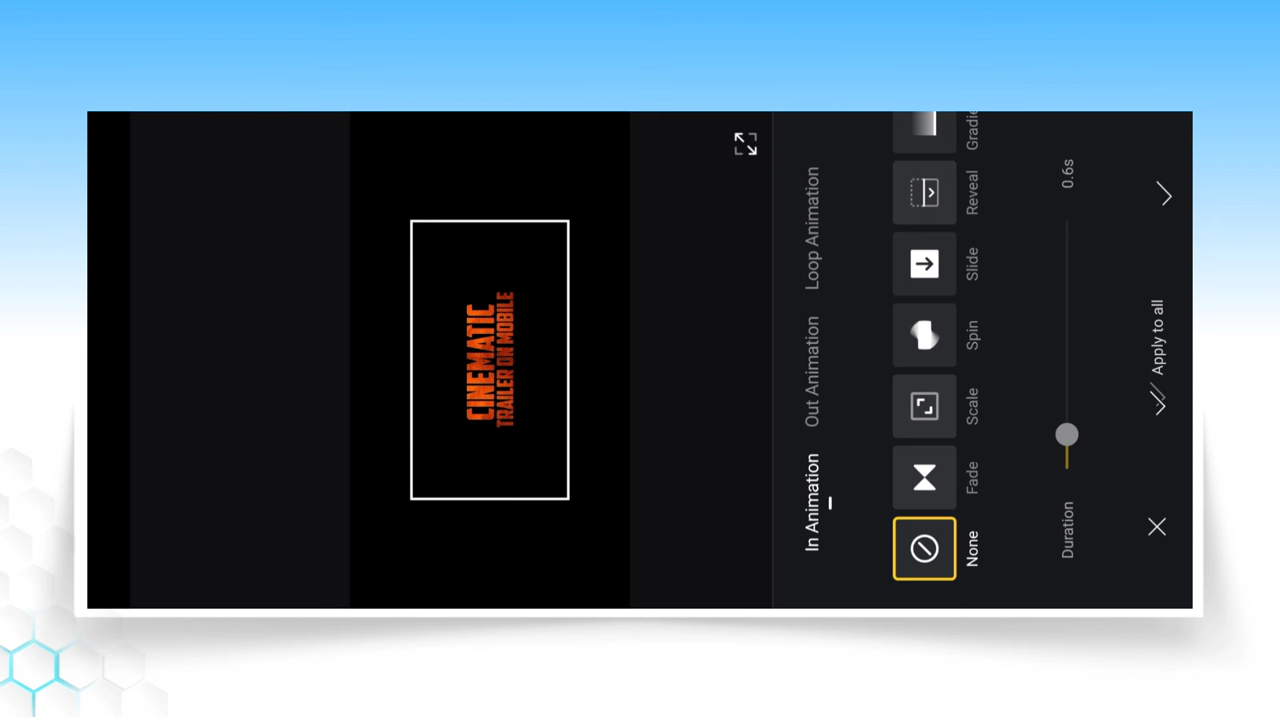 CINEMATIC
TRAILER ON MOBILE
In Animation Out Animation Loop Animation
None Fade Scale Spin Slide Reveal Gradie
Duration 0.6s
Apply to all